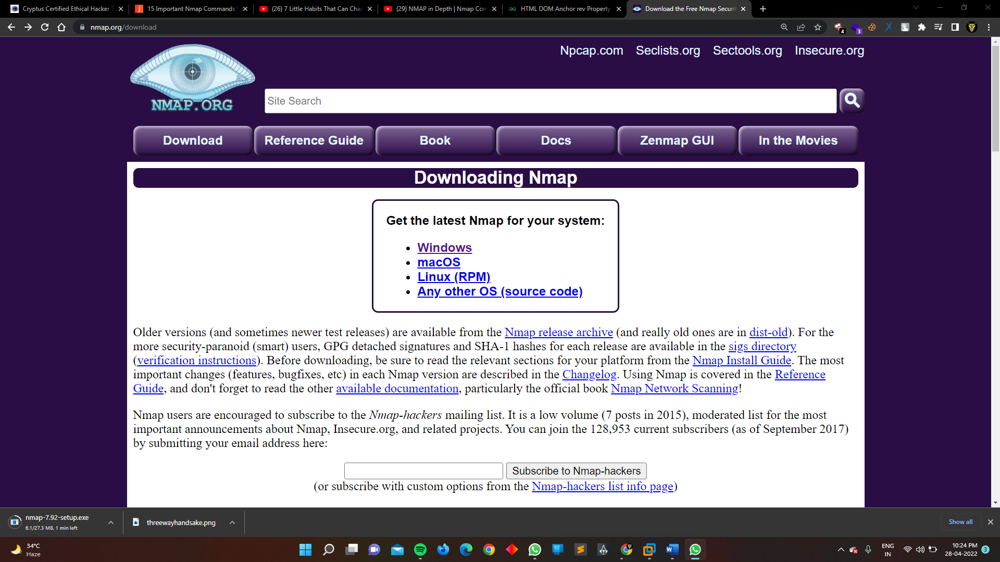 Cryptus Certified Ethical Hacker T
15 Important Nmap Commands
(26) 7 Little Habits That Can Char
(29) NMAP in Depth | Nmap Com
HTML DOM Anchor rev Property
Download the Free Nmap Securit
nmap.org/download
4
3
Npcap.com Seclists.org Sectools.org Insecure.org
NMAP.ORG
Site Search
Download Reference Guide Book Docs Zenmap GUI In the Movies
Downloading Nmap
Get the latest Nmap for your system:
• Windows
• macOS
• Linux (RPM)
• Any other OS (source code)
Older versions (and sometimes newer test releases) are available from the Nmap release archive (and really old ones are in dist-old). For the
more security-paranoid (smart) users, GPG detached signatures and SHA-1 hashes for each release are available in the sigs directory
(verification instructions). Before downloading, be sure to read the relevant sections for your platform from the Nmap Install Guide. The most
important changes (features, bugfixes, etc) in each Nmap version are described in the Changelog. Using Nmap is covered in the Reference
Guide, and don't forget to read the other available documentation, particularly the official book Nmap Network Scanning!
Nmap users are encouraged to subscribe to the Nmap-hackers mailing list. It is a low volume (7 posts in 2015), moderated list for the most
important announcements about Nmap, Insecure.org, and related projects. You can join the 128,953 current subscribers (as of September 2017)
by submitting your email address here:
Subscribe to Nmap-hackers
(or subscribe with custom options from the Nmap-hackers list info page)
nmap-7.92-setup.exe
6.1/27.3 MB, 1 min left
threewayhandsake.png
Show all
34°C
Haze
ENG
IN
10:24 PM
28-04-2022
3